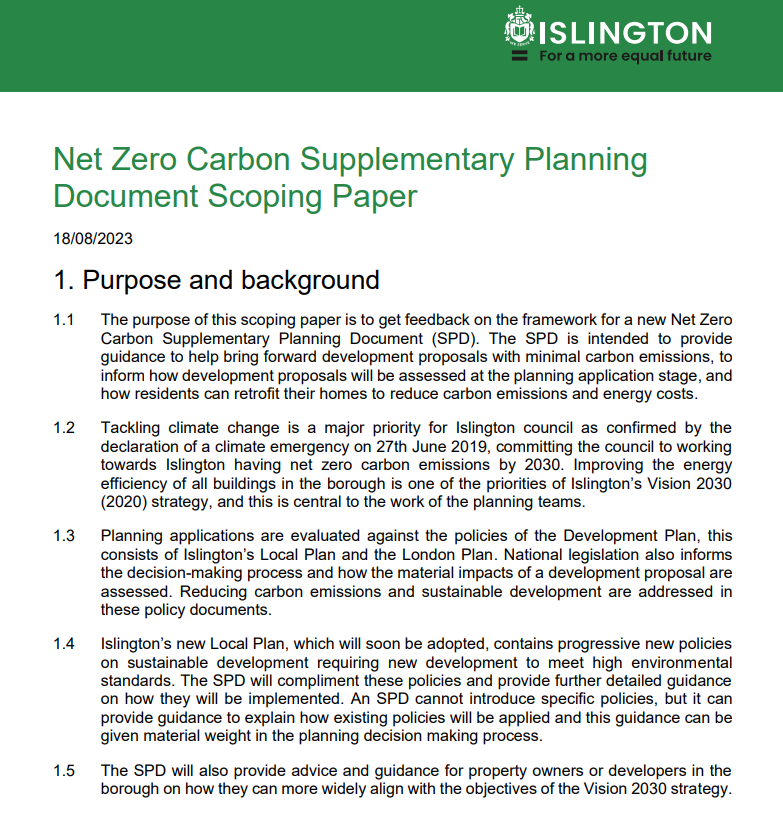 ISLINGTON
For a more equal future
Net Zero Carbon Supplementary Planning
Document Scoping Paper
18/08/2023
1. Purpose and background
1.1 The purpose of this scoping paper is to get feedback on the framework for a new Net Zero
Carbon Supplementary Planning Document (SPD). The SPD is intended to provide
guidance to help bring forward development proposals with minimal carbon emissions, to
inform how development proposals will be assessed at the planning application stage, and
how residents can retrofit their homes to reduce carbon emissions and energy costs.
1.2 Tackling climate change is a major priority for Islington council as confirmed by the
declaration of a climate emergency on 27th June 2019, committing the council to working
towards Islington having net zero carbon emissions by 2030. Improving the energy
efficiency of all buildings in the borough is one of the priorities of Islington’s Vision 2030
(2020) strategy, and this is central to the work of the planning teams.
1.3 Planning applications are evaluated against the policies of the Development Plan, this
consists of Islington’s Local Plan and the London Plan. National legislation also informs
the decision-making process and how the material impacts of a development proposal are
assessed. Reducing carbon emissions and sustainable development are addressed in
these policy documents.
1.4 Islington’s new Local Plan, which will soon be adopted, contains progressive new policies
on sustainable development requiring new development to meet high environmental
standards. The SPD will compliment these policies and provide further detailed guidance
on how they will be implemented. An SPD cannot introduce specific policies, but it can
provide guidance to explain how existing policies will be applied and this guidance can be
given material weight in the planning decision making process.
1.5 The SPD will also provide advice and guidance for property owners or developers in the
borough on how they can more widely align with the objectives of the Vision 2030 strategy.